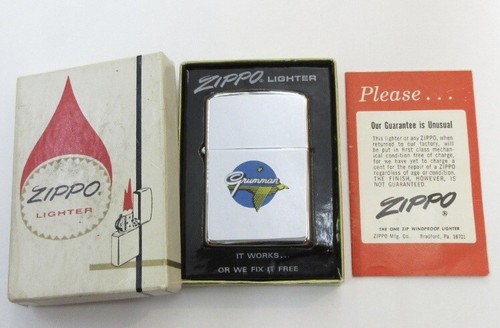 ZIPPO
LIGHTER
ZIPPO® LIGHTER
Grumman
IT WORKS...
OR WE FIX IT FREE
Please...
Our Guarantee is Unusual
This lighter or any ZIPPO, when
returned to our factory, will
be put in first class mechan-
ical condition free of charge,
for we have yet to charge a
cent for the repair of a ZIPPO
regardless of age or condition.
THE FINISH, HOWEVER, IS
NOT GUARANTEED
ZIPPO
®
THE ONE ZIP WINDPROOF LIGHTER
ZIPPO Mfg. Co. Bradford, Pa. 16701